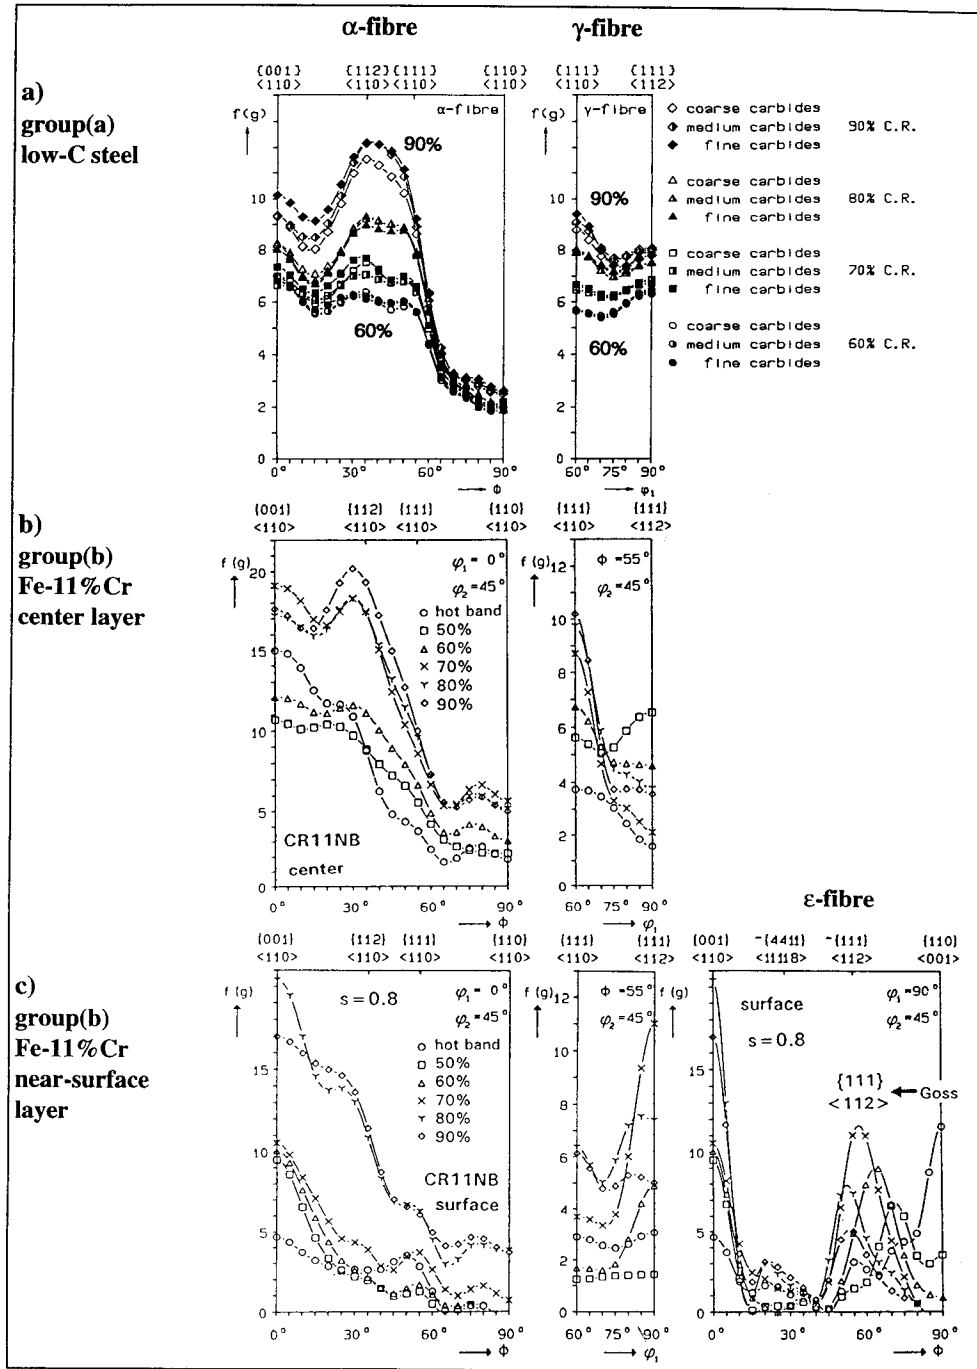 α-fibre γ-fibre
{001} {112} {111} {110} {111} {111}
<110> <110> <110> <110> <110> <112>
a)
group(a)
low-C steel
f(g) α-fibre
90%
60%
10
8
6
4
2
0
0° 30° 60° 90°
Φ
f(g) γ-fibre
90%
60%
10
8
6
4
2
0
60° 75° 90°
φ1
coarse carbides
medium carbides 90% C.R.
fine carbides
coarse carbides
medium carbides 80% C.R.
fine carbides
coarse carbides
medium carbides 70% C.R.
fine carbides
coarse carbides
medium carbides 60% C.R.
fine carbides
b)
group(b)
Fe-11%Cr
center layer
{001} {112} {111} {110} {111} {111}
<110> <110> <110> <110> <110> <112>
f (g) φ1 = 0°
φ2=45°
hot band
50%
60%
70%
80%
90%
20
15
10
5
0
CR11NB
center
0° 30° 60° 90°
Φ
f(g) Φ =55°
φ2=45°
12
10
8
6
4
2
0
60° 75° 90°
φ1
ε-fibre
c)
group(b)
Fe-11%Cr
near-surface
layer
{001} {112} {111} {110} {111} {111} {001} ~{4411} ~{111} {110}
<110> <110> <110> <110> <110> <112> <110> <11118> <112> <001>
f (g) s=0.8 φ1 = 0°
φ2=45°
hot band
50%
60%
70%
80%
90%
CR11NB
surface
15
10
5
0
0° 30° 60° 90°
Φ
f(g) Φ =55°
φ2=45°
12
10
8
6
4
2
0
60° 75° 90°
φ1
f(g) surface φ1=90°
φ2=45°
s=0.8
{111}
<112> Goss
15
10
5
0
0° 30° 60° 90°
Φ